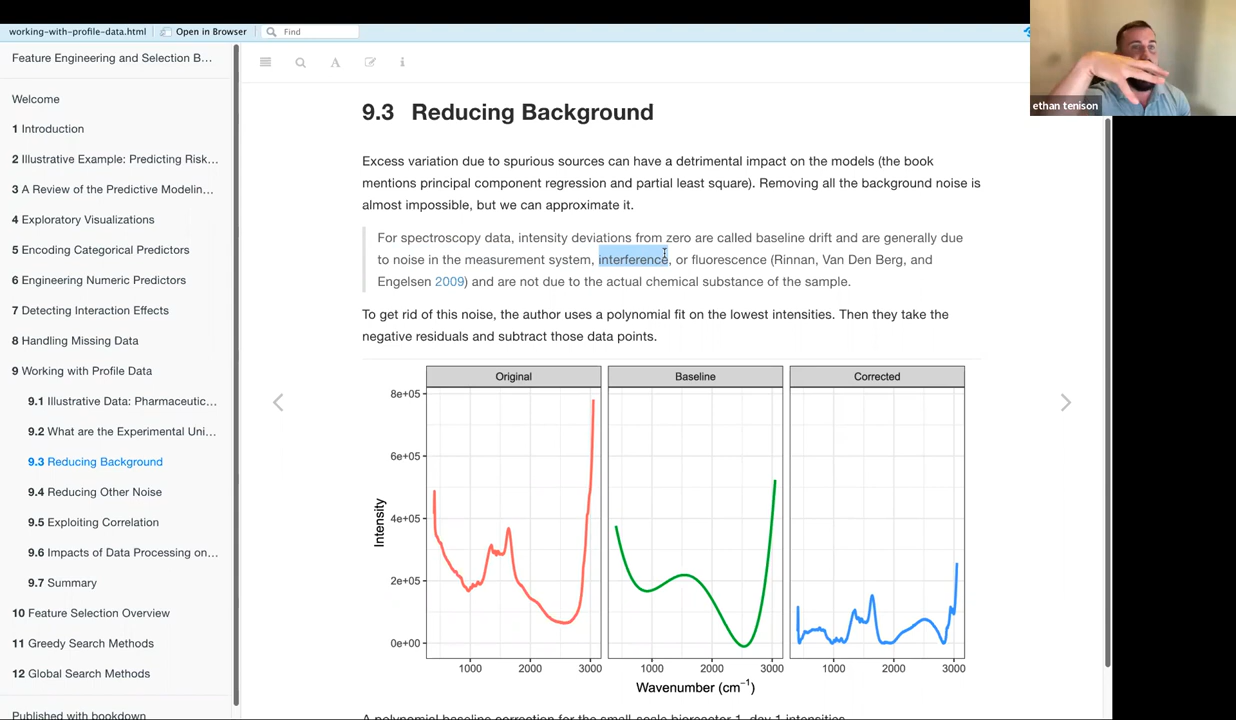 working-with-profile-data.html
Open in Browser
Find
Feature Engineering and Selection B...
Welcome
1 Introduction
2 Illustrative Example: Predicting Risk...
3 A Review of the Predictive Modelin...
4 Exploratory Visualizations
5 Encoding Categorical Predictors
6 Engineering Numeric Predictors
7 Detecting Interaction Effects
8 Handling Missing Data
9 Working with Profile Data
9.1 Illustrative Data: Pharmaceutic...
9.2 What are the Experimental Uni...
9.3 Reducing Background
9.4 Reducing Other Noise
9.5 Exploiting Correlation
9.6 Impacts of Data Processing on...
9.7 Summary
10 Feature Selection Overview
11 Greedy Search Methods
12 Global Search Methods
Published with bookdown
9.3 Reducing Background
Excess variation due to spurious sources can have a detrimental impact on the models (the book
mentions principal component regression and partial least square). Removing all the background noise is
almost impossible, but we can approximate it.
For spectroscopy data, intensity deviations from zero are called baseline drift and are generally due
to noise in the measurement system, interference, or fluorescence (Rinnan, Van Den Berg, and
Engelsen 2009) and are not due to the actual chemical substance of the sample.
To get rid of this noise, the author uses a polynomial fit on the lowest intensities. Then they take the
negative residuals and subtract those data points.
Original Baseline Corrected
8e+05
6e+05
4e+05
2e+05
0e+00
Intensity
1000 2000 3000 1000 2000 3000 1000 2000 3000
Wavenumber (cm⁻¹)
A polynomial baseline correction for the small-scale bioreactor 1, day 1 intensities.
ethan tenison